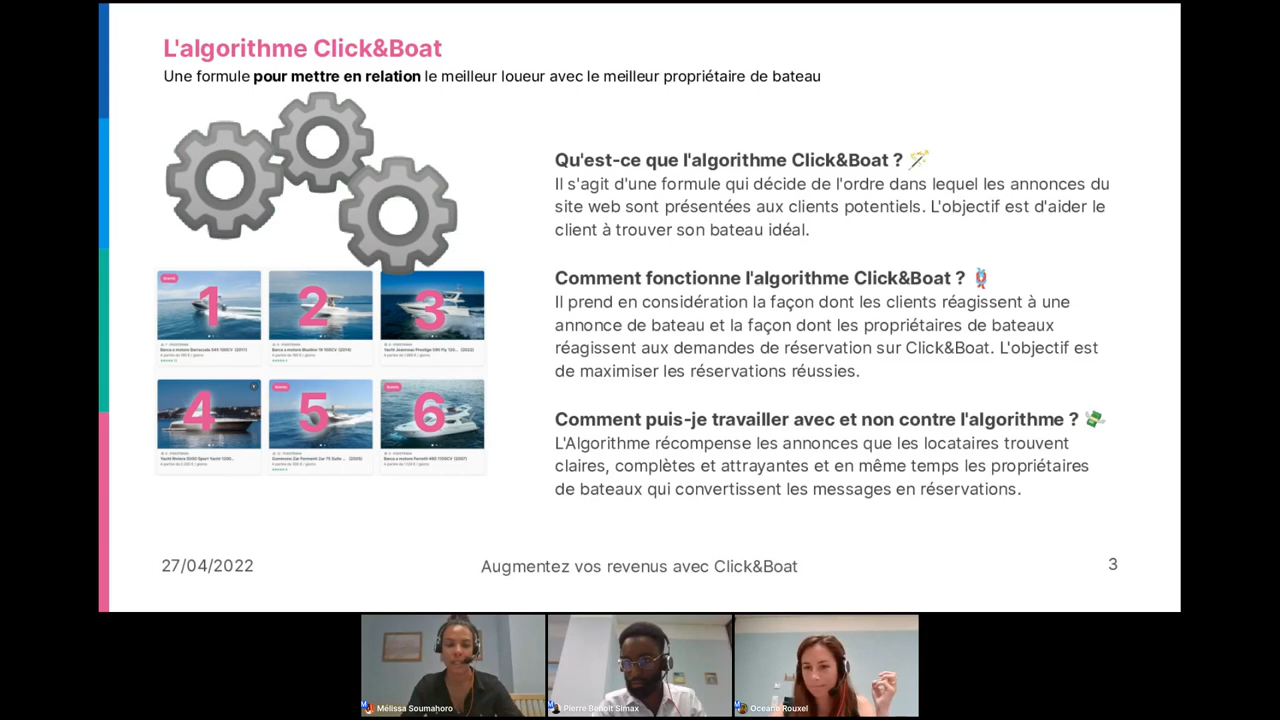 L'algorithme Click&Boat
Une formule pour mettre en relation le meilleur loueur avec le meilleur propriétaire de bateau
Qu'est-ce que l'algorithme Click&Boat ?
Il s'agit d'une formule qui décide de l'ordre dans lequel les annonces du
site web sont présentées aux clients potentiels. L'objectif est d'aider le
client à trouver son bateau idéal.
Comment fonctionne l'algorithme Click&Boat ?
Il prend en considération la façon dont les clients réagissent à une
annonce de bateau et la façon dont les propriétaires de bateaux
réagissent aux demandes de réservation sur Click&Boat. L'objectif est
de maximiser les réservations réussies.
Comment puis-je travailler avec et non contre l'algorithme ?
L'Algorithme récompense les annonces que les locataires trouvent
claires, complètes et attrayantes et en même temps les propriétaires
de bateaux qui convertissent les messages en réservations.
1 2 3
4 5 6
27/04/2022
Augmentez vos revenus avec Click&Boat
3
Mélissa Soumahoro
Pierre Benoit Simax
Oceane Rouxel